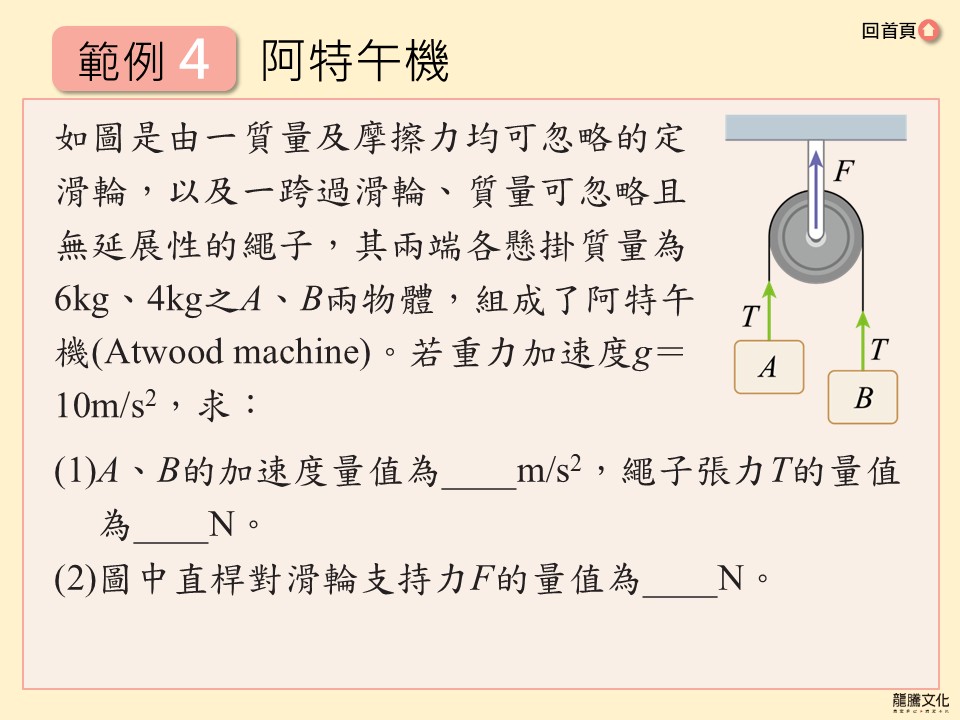 回首頁
範例 4 阿特午機
如圖是由一質量及摩擦力均可忽略的定
滑輪，以及一跨過滑輪、質量可忽略且
無延展性的繩子，其兩端各懸掛質量為
6kg、4kg之A、B兩物體，組成了阿特午
機(Atwood machine)。若重力加速度g＝
10m/s²，求：
F
T
A
T
B
(1)A、B的加速度量值為____m/s²，繩子張力T的量值
為____N。
(2)圖中直桿對滑輪支持力F的量值為____N。
龍騰文化